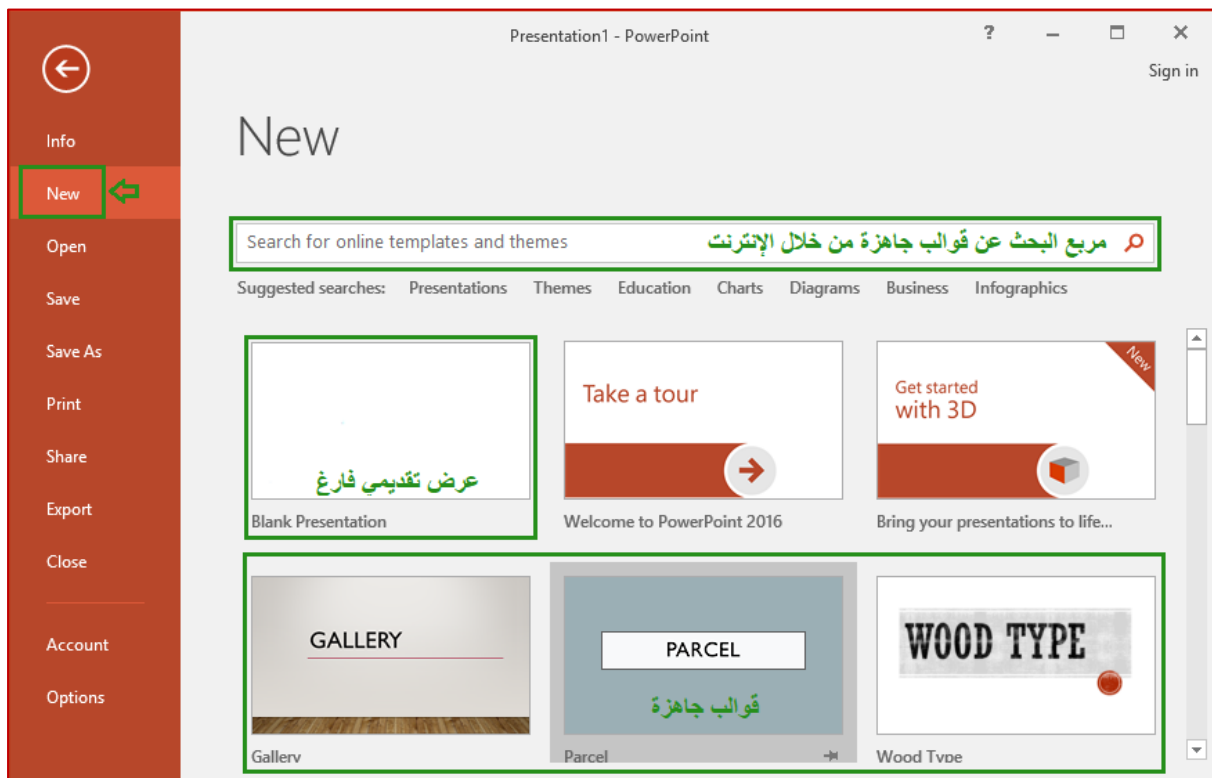 Presentation1 - PowerPoint
?
Sign in
Info
New
Open
Save
Save As
Print
Share
Export
Close
Account
Options
New
Search for online templates and themes مربع البحث عن قوالب جاهزة من خلال الإنترنت
Suggested searches: Presentations Themes Education Charts Diagrams Business Infographics
عرض تقديمي فارغ
Blank Presentation
Take a tour
Welcome to PowerPoint 2016
New
Get started
with 3D
Bring your presentations to life...
GALLERY
Gallery
PARCEL
قوالب جاهزة
Parcel
WOOD TYPE
Wood Type